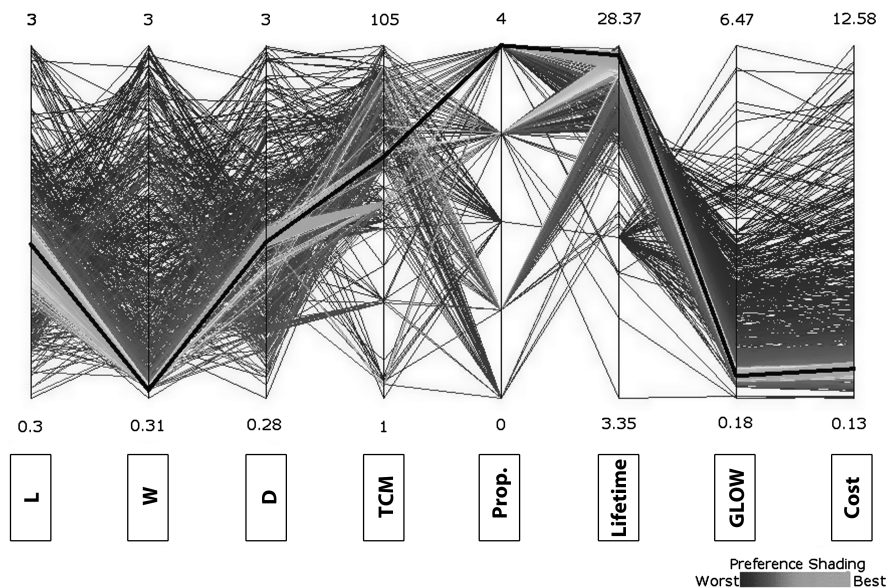 3 3 3 105 4 28.37 6.47 12.58
0.3 0.31 0.28 1 0 3.35 0.18 0.13
L W D TCM Prop. Lifetime GLOW Cost
Preference Shading
Worst Best